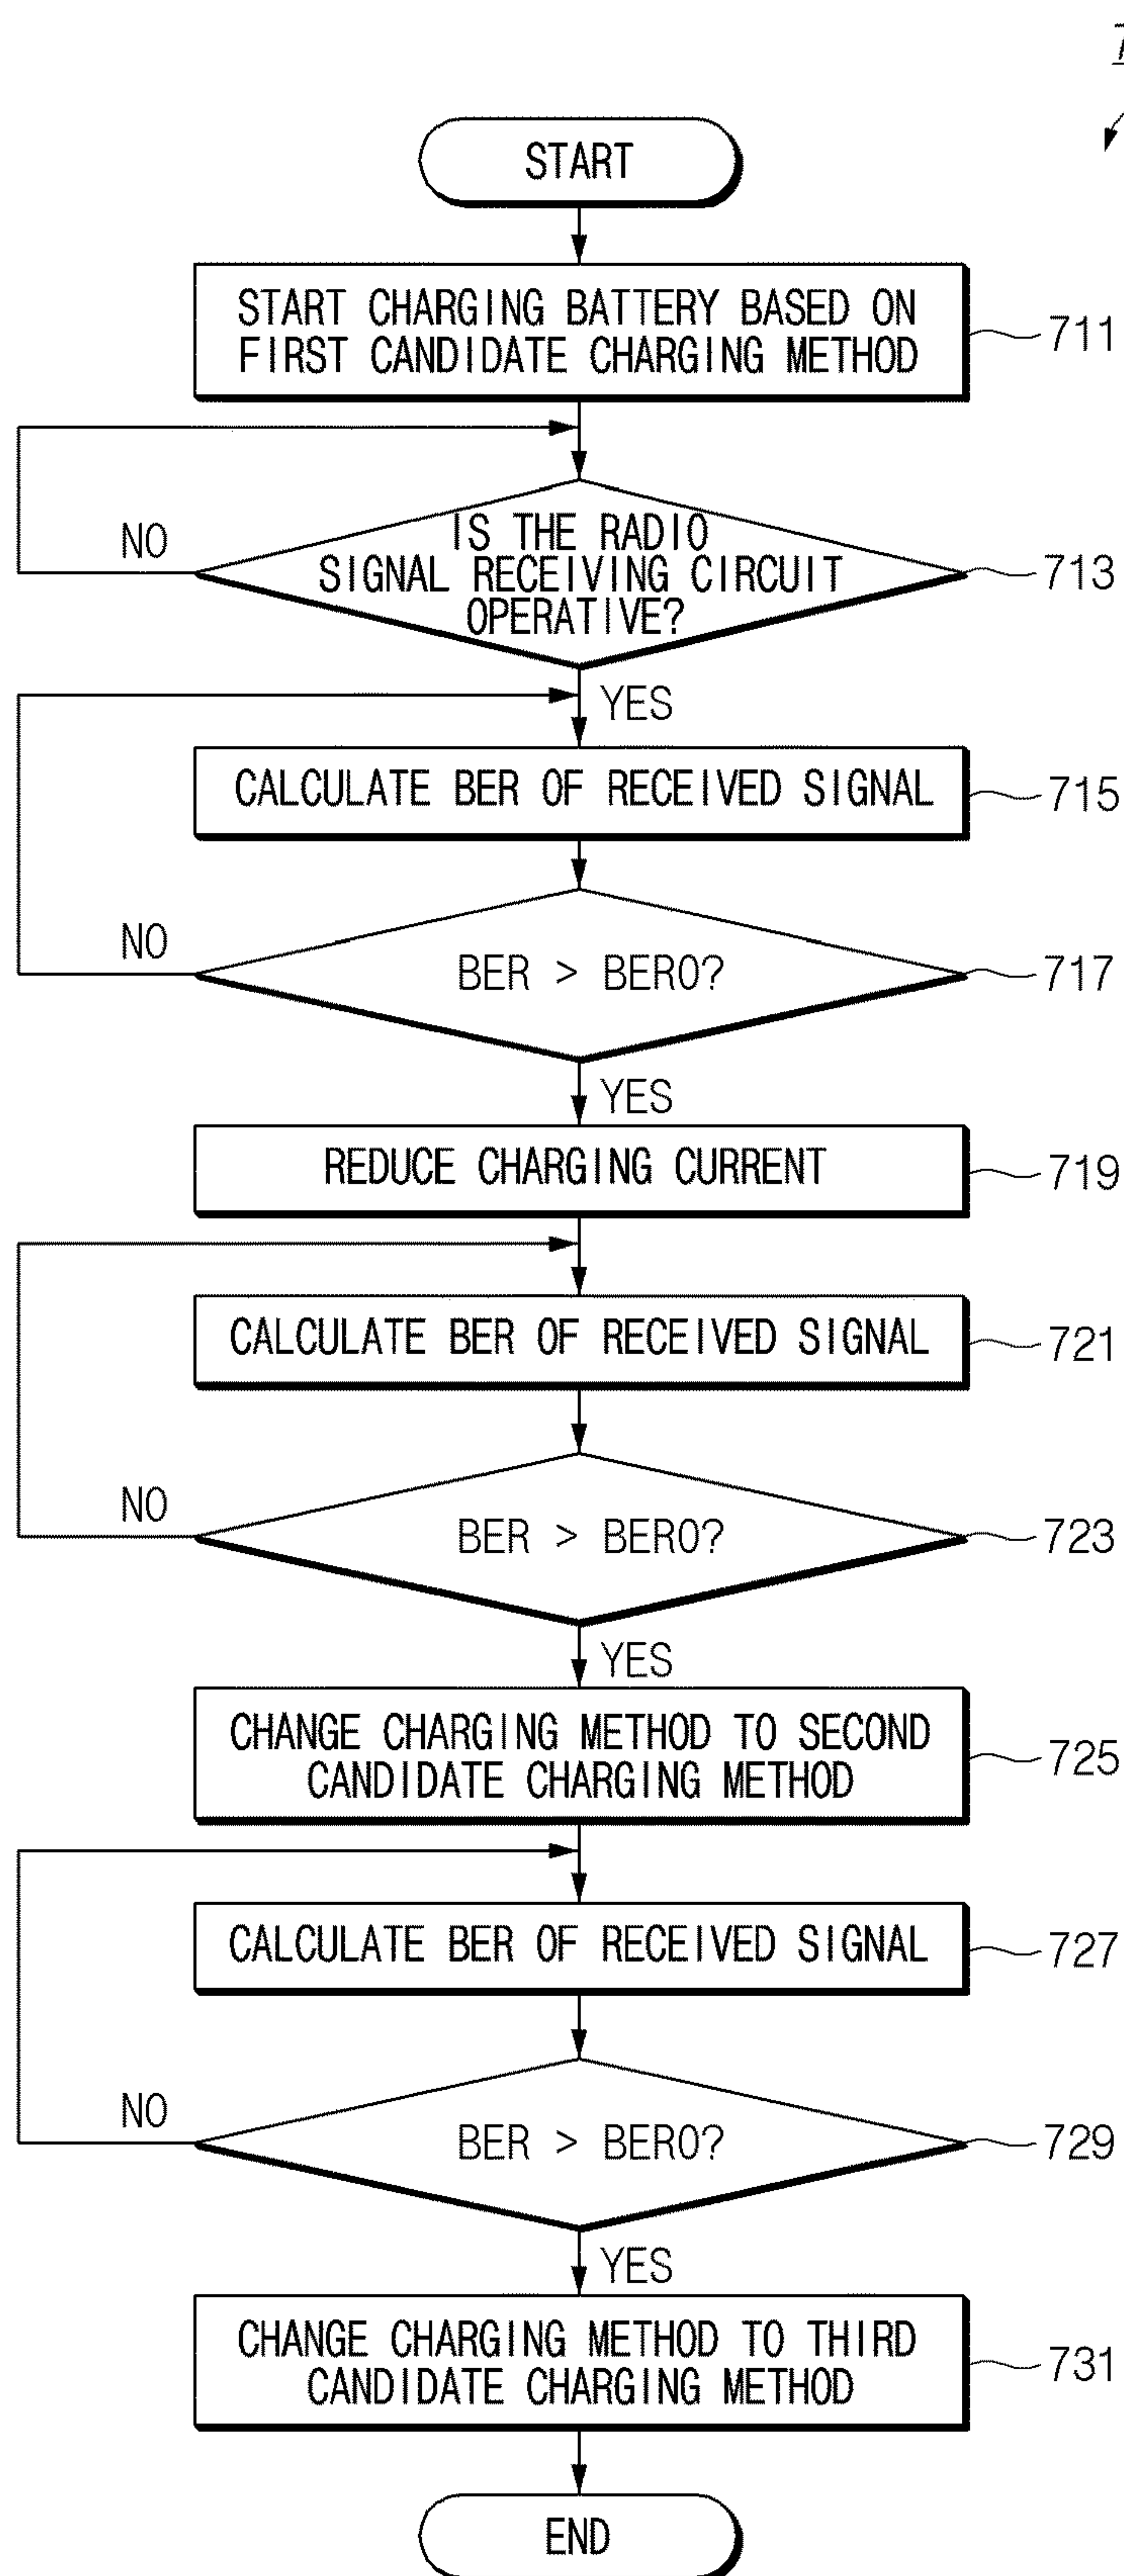 START
START CHARGING BATTERY BASED ON
FIRST CANDIDATE CHARGING METHOD
711
IS THE RADIO
SIGNAL RECEIVING CIRCUIT
OPERATIVE?
713
NO
YES
CALCULATE BER OF RECEIVED SIGNAL
715
BER > BER0?
717
NO
YES
REDUCE CHARGING CURRENT
719
CALCULATE BER OF RECEIVED SIGNAL
721
BER > BER0?
723
NO
YES
CHANGE CHARGING METHOD TO SECOND
CANDIDATE CHARGING METHOD
725
CALCULATE BER OF RECEIVED SIGNAL
727
BER > BER0?
729
NO
YES
CHANGE CHARGING METHOD TO THIRD
CANDIDATE CHARGING METHOD
731
END